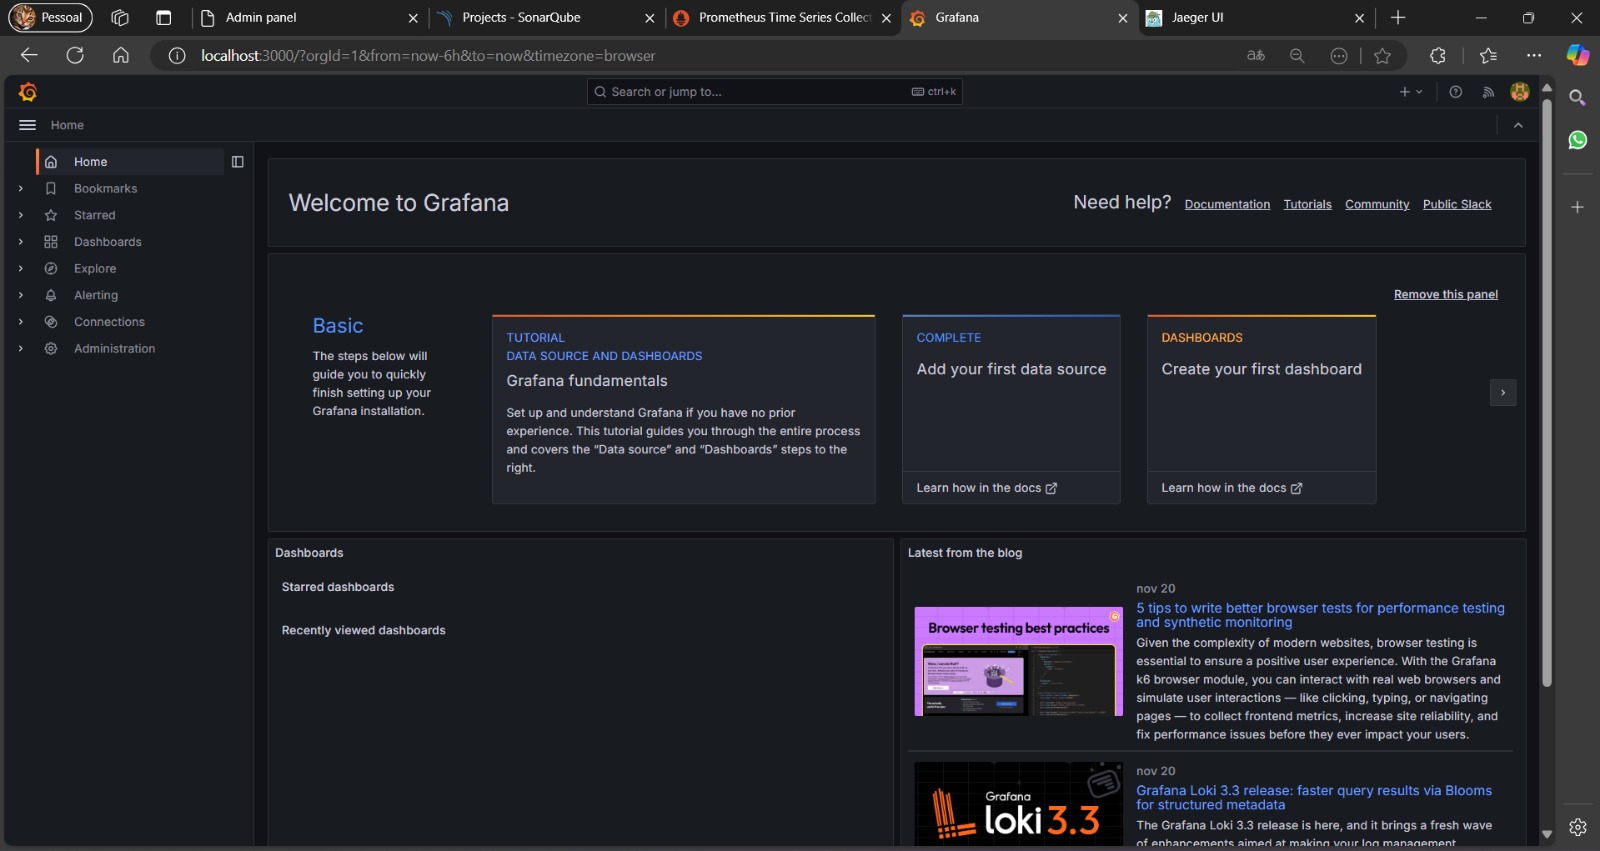 Pessoal
Admin panel
Projects - SonarQube
Prometheus Time Series Collec
Grafana
Jaeger UI
localhost:3000/?orgId=1&from=now-6h&to=now&timezone=browser
aあ
Search or jump to...
ctrl+k
Home
Home
Bookmarks
Starred
Dashboards
Explore
Alerting
Connections
Administration
Welcome to Grafana
Need help?
Documentation
Tutorials
Community
Public Slack
Remove this panel
Basic
The steps below will
guide you to quickly
finish setting up your
Grafana installation.
TUTORIAL
DATA SOURCE AND DASHBOARDS
Grafana fundamentals
Set up and understand Grafana if you have no prior
experience. This tutorial guides you through the entire process
and covers the “Data source” and “Dashboards” steps to the
right.
COMPLETE
Add your first data source
Learn how in the docs
DASHBOARDS
Create your first dashboard
Learn how in the docs
Dashboards
Starred dashboards
Recently viewed dashboards
Latest from the blog
Browser testing best practices
nov 20
5 tips to write better browser tests for performance testing
and synthetic monitoring
Given the complexity of modern websites, browser testing is
essential to ensure a positive user experience. With the Grafana
k6 browser module, you can interact with real web browsers and
simulate user interactions — like clicking, typing, or navigating
pages — to collect frontend metrics, increase site reliability, and
fix performance issues before they ever impact your users.
Grafana
loki 3.3
nov 20
Grafana Loki 3.3 release: faster query results via Blooms
for structured metadata
The Grafana Loki 3.3 release is here, and it brings a fresh wave
of enhancements aimed at making your log management